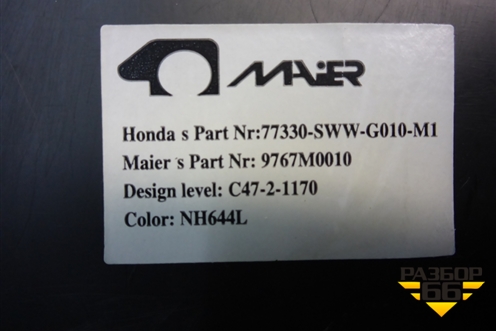 MAIER
Honda s Part Nr:77330-SWW-G010-M1
Maier s Part Nr: 9767M0010
Design level: C47-2-1170
Color: NH644L
РАЗБОР
66